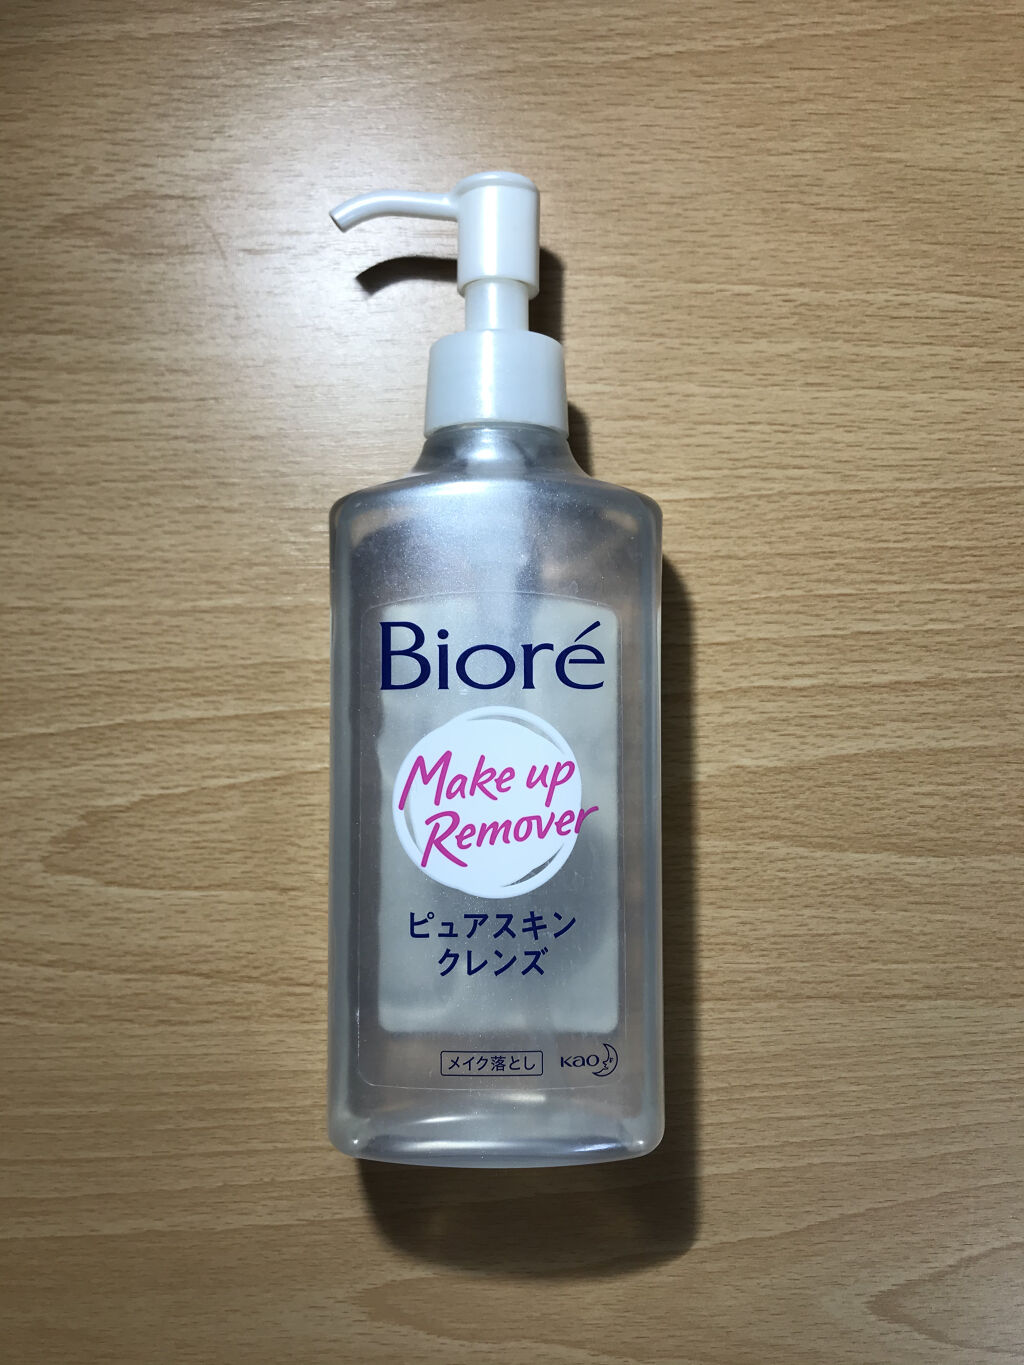 Bioré
Make up
Remover
ピュアスキン
クレンズ
メイク落とし
Kao